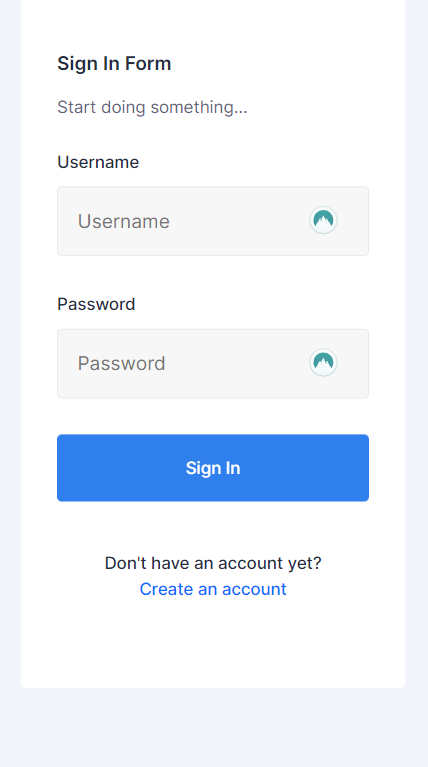 Sign In Form
Start doing something...
Username
Username
Password
Password
Sign In
Don't have an account yet?
Create an account